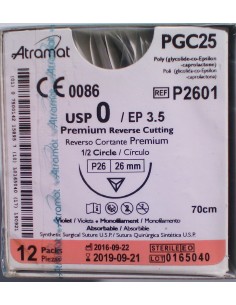 Atramat
PGC25
Poly (glycolide-co-Epsilon
-caprolactone)
CE 0086
REF P2601
USP 0 / EP 3.5
Premium Reverse Cutting
Reverso Cortante Premium
1/2 Circle / Círculo
P26 26 mm
70cm
Violet / Violeta • Monofilament / Monofilamento
Absorbable / Absorbible
Synthetic Surgical Suture U.S.P. / Sutura Quirúrgica Sintética U.S.P.
12 Packs
Piezas
2016-09-22
2019-09-21
STERILE EO
LOT 0165040